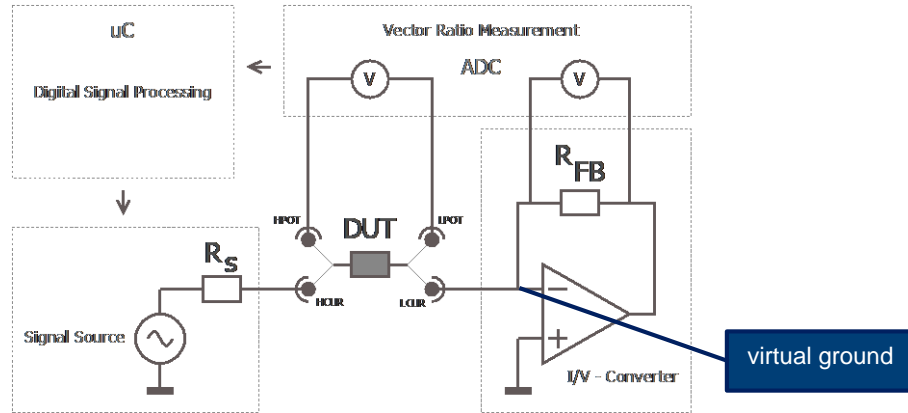 uC
Digital Signal Processing
Vector Ratio Measurement
ADC
V
V
R FB
HPOT
LPOT
DUT
R S
HCUR
LCUR
Signal Source
−
+
I/V - Converter
virtual ground